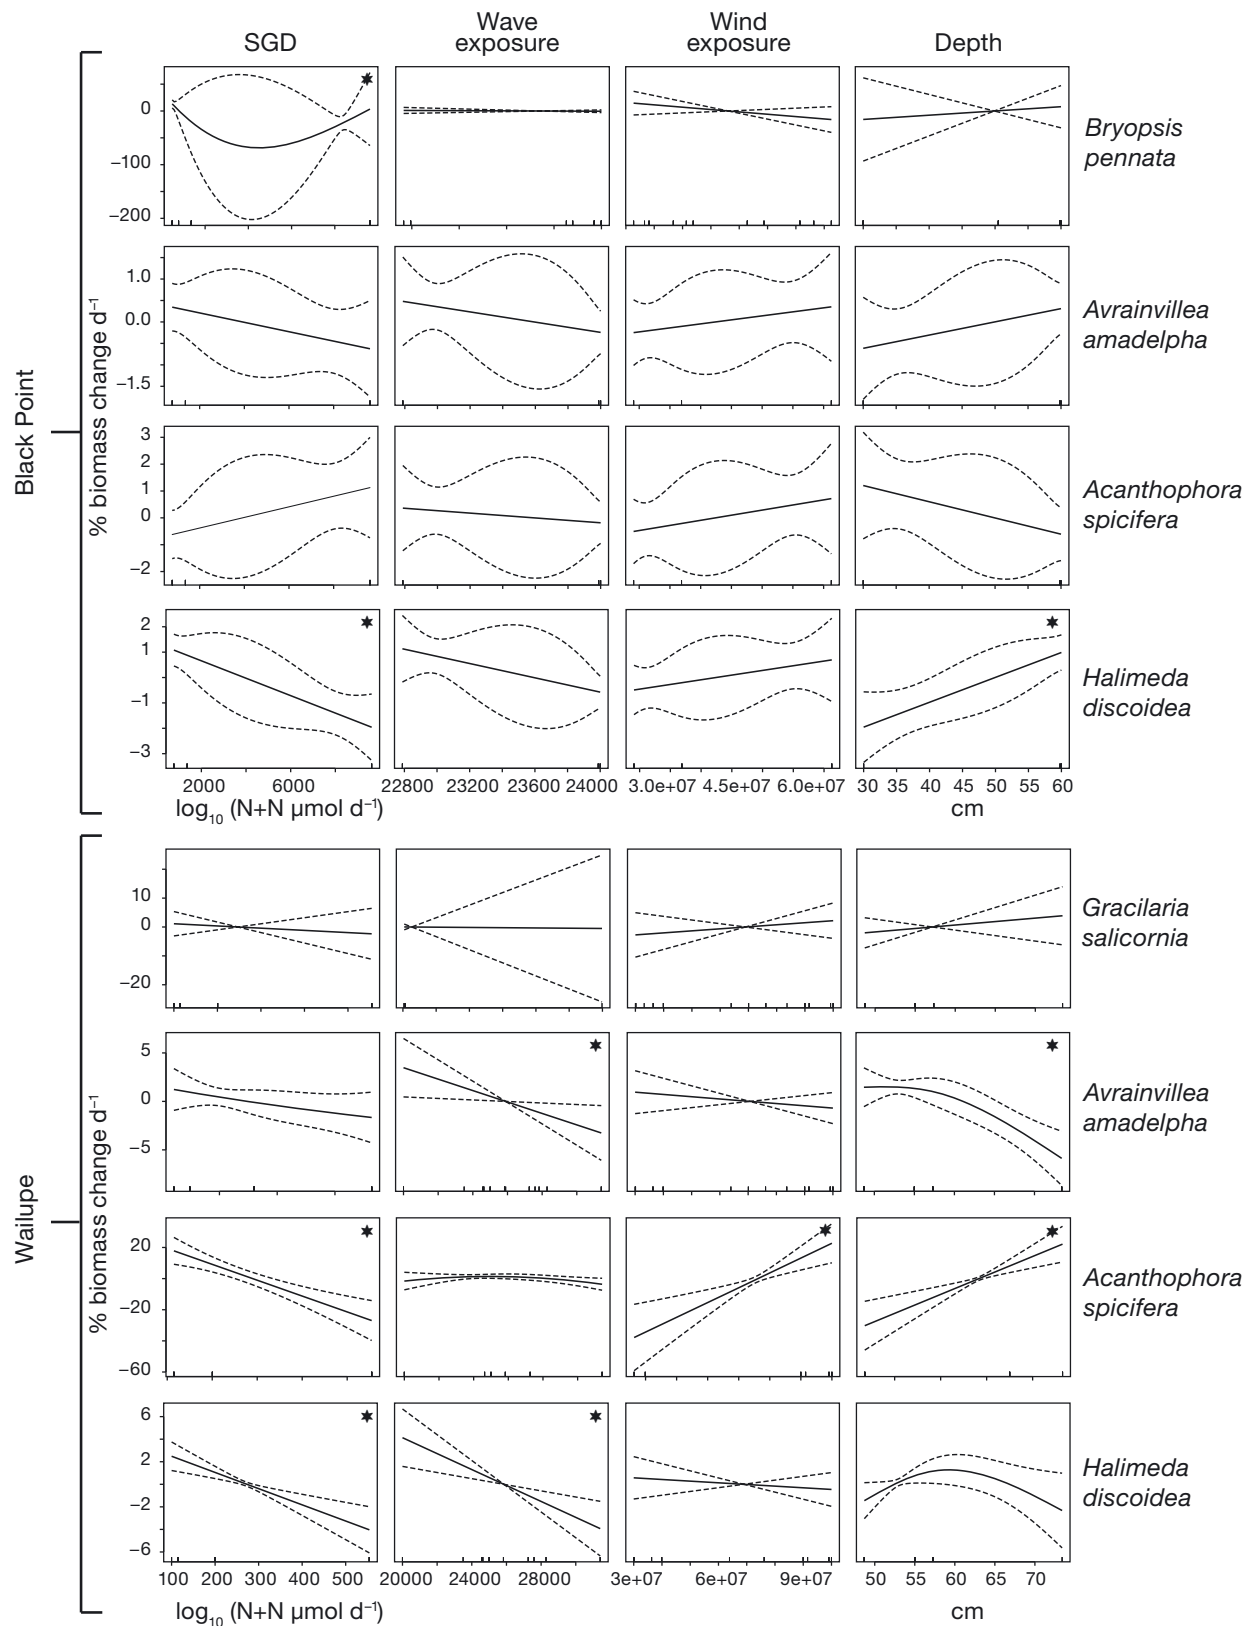 SGD
Wave
exposure
Wind
exposure
Depth
Black Point
% biomass change d⁻¹
0
−100
−200
Bryopsis
pennata
1.0
0.0
−1.5
Avrainvillea
amadelpha
3
2
1
0
−2
Acanthophora
spicifera
2
1
−1
−3
Halimeda
discoidea
2000 6000
22800 23200 23600 24000
3.0e+07 4.5e+07 6.0e+07
30 35 40 45 50 55 60
log₁₀ (N+N µmol d⁻¹)
cm
Wailupe
% biomass change d⁻¹
10
0
−20
Gracilaria
salicornia
5
0
−5
Avrainvillea
amadelpha
20
−20
−60
Acanthophora
spicifera
6
2
−2
−6
Halimeda
discoidea
100 200 300 400 500
20000 24000 28000
3e+07 6e+07 9e+07
50 55 60 65 70
log₁₀ (N+N µmol d⁻¹)
cm